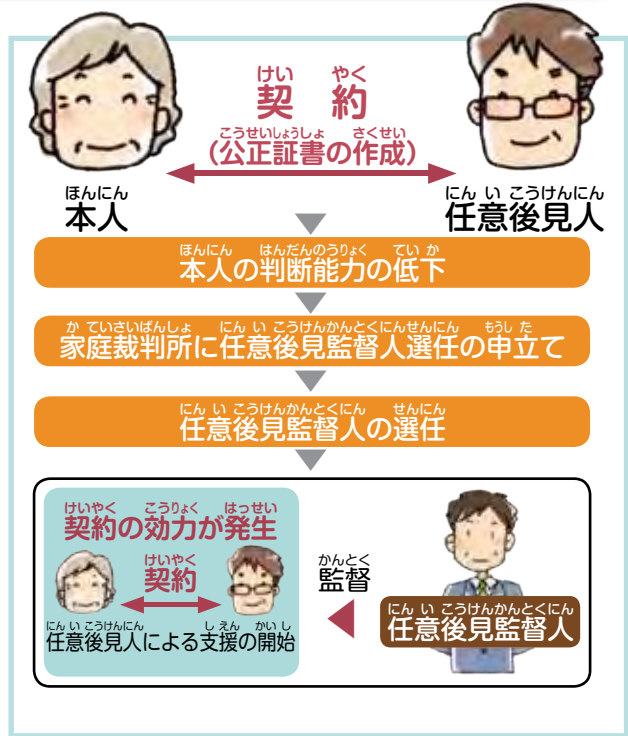 けい やく
契 約
こうせいしょうしょ さくせい
(公正証書の作成)
ほんにん
本人
にん い こうけんにん
任意後見人
ほんにん はんだんのうりょく てい か
本人の判断能力の低下
か ていさいばんしょ にん い こうけんかんとくにんせんにん もうし た
家庭裁判所に任意後見監督人選任の申立て
にん い こうけんかんとくにん せんにん
任意後見監督人の選任
けいやく こうりょく はっせい
契約の効力が発生
けいやく
契約
にん い こうけんにん し えん かい し
任意後見人による支援の開始
かんとく
監督
にん い こうけんかんとくにん
任意後見監督人